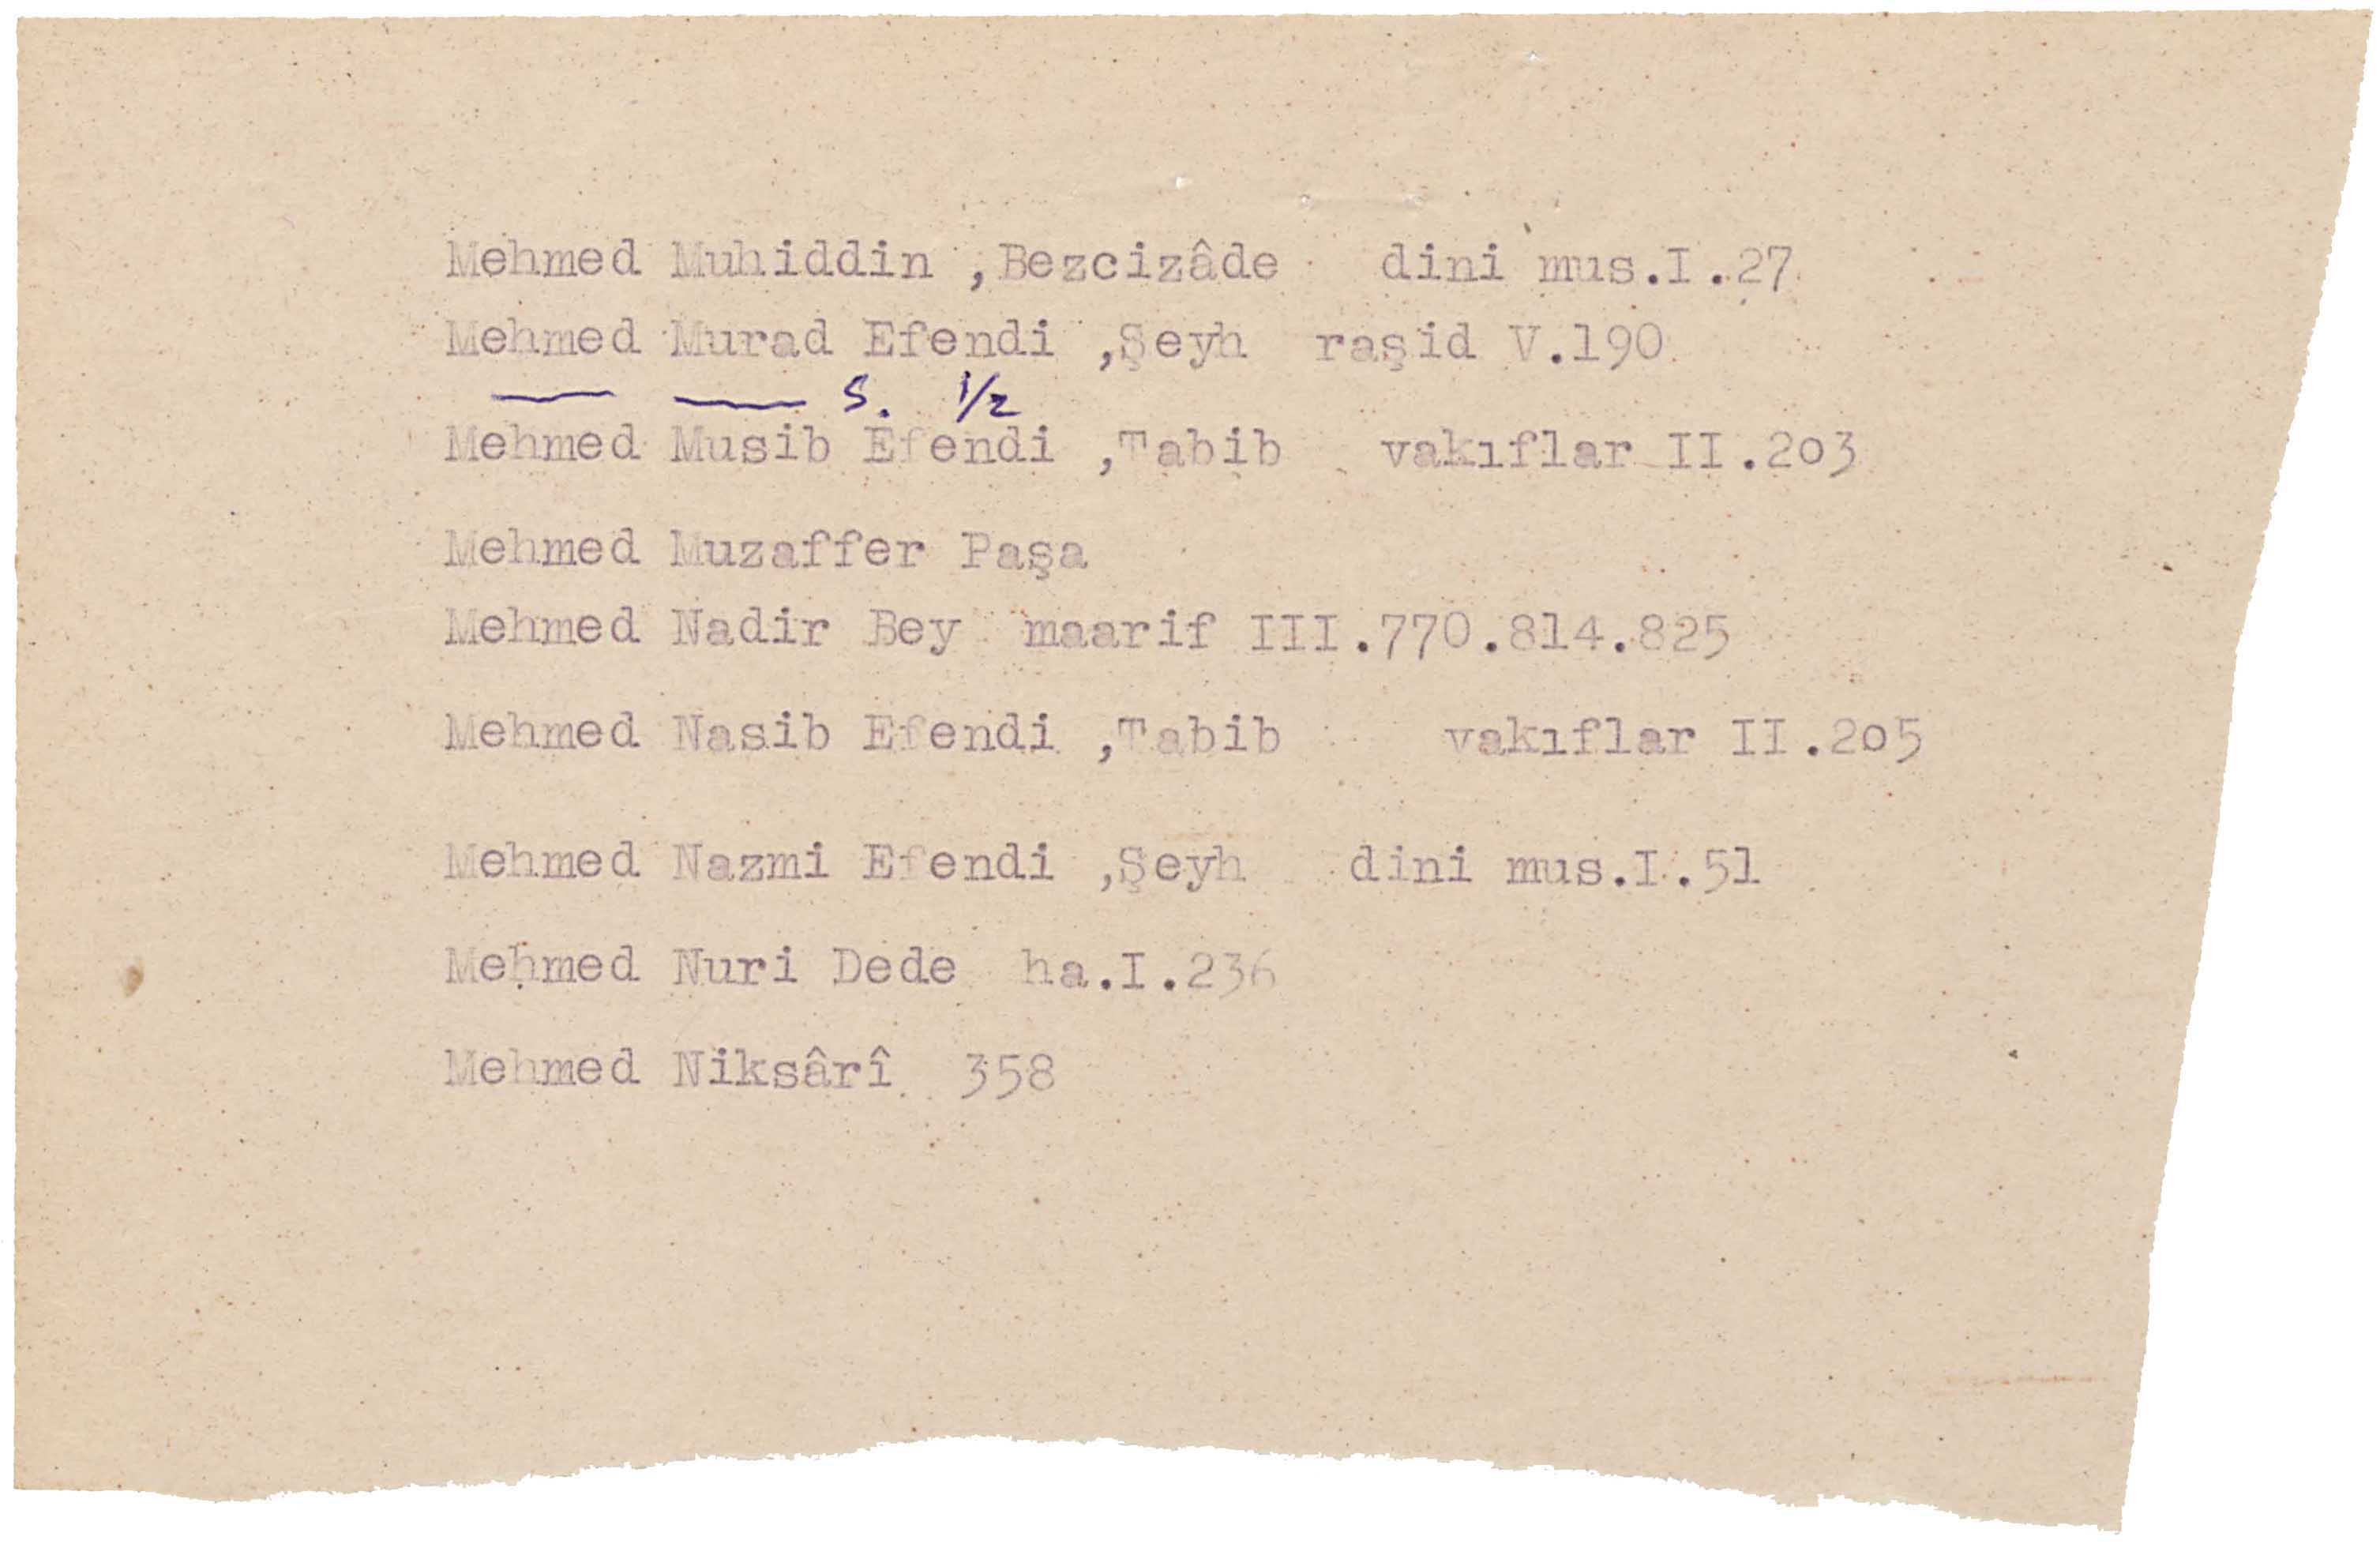 Mehmed Muhiddin ,Bezcizâde dini mus.I.27
Mehmed Murad Efendi ,Şeyh raşid V.190
— — S. 1/2
Mehmed Musib Efendi ,Tabib vakıflar II.203
Mehmed Muzaffer Paşa
Mehmed Nadir Bey maarif III.770.814.825
Mehmed Nasib Efendi ,Tabib vakıflar II.205
Mehmed Nazmi Efendi ,Şeyh dini mus.I.51
Mehmed Nuri Dede ha.I.236
Mehmed Niksârî 358